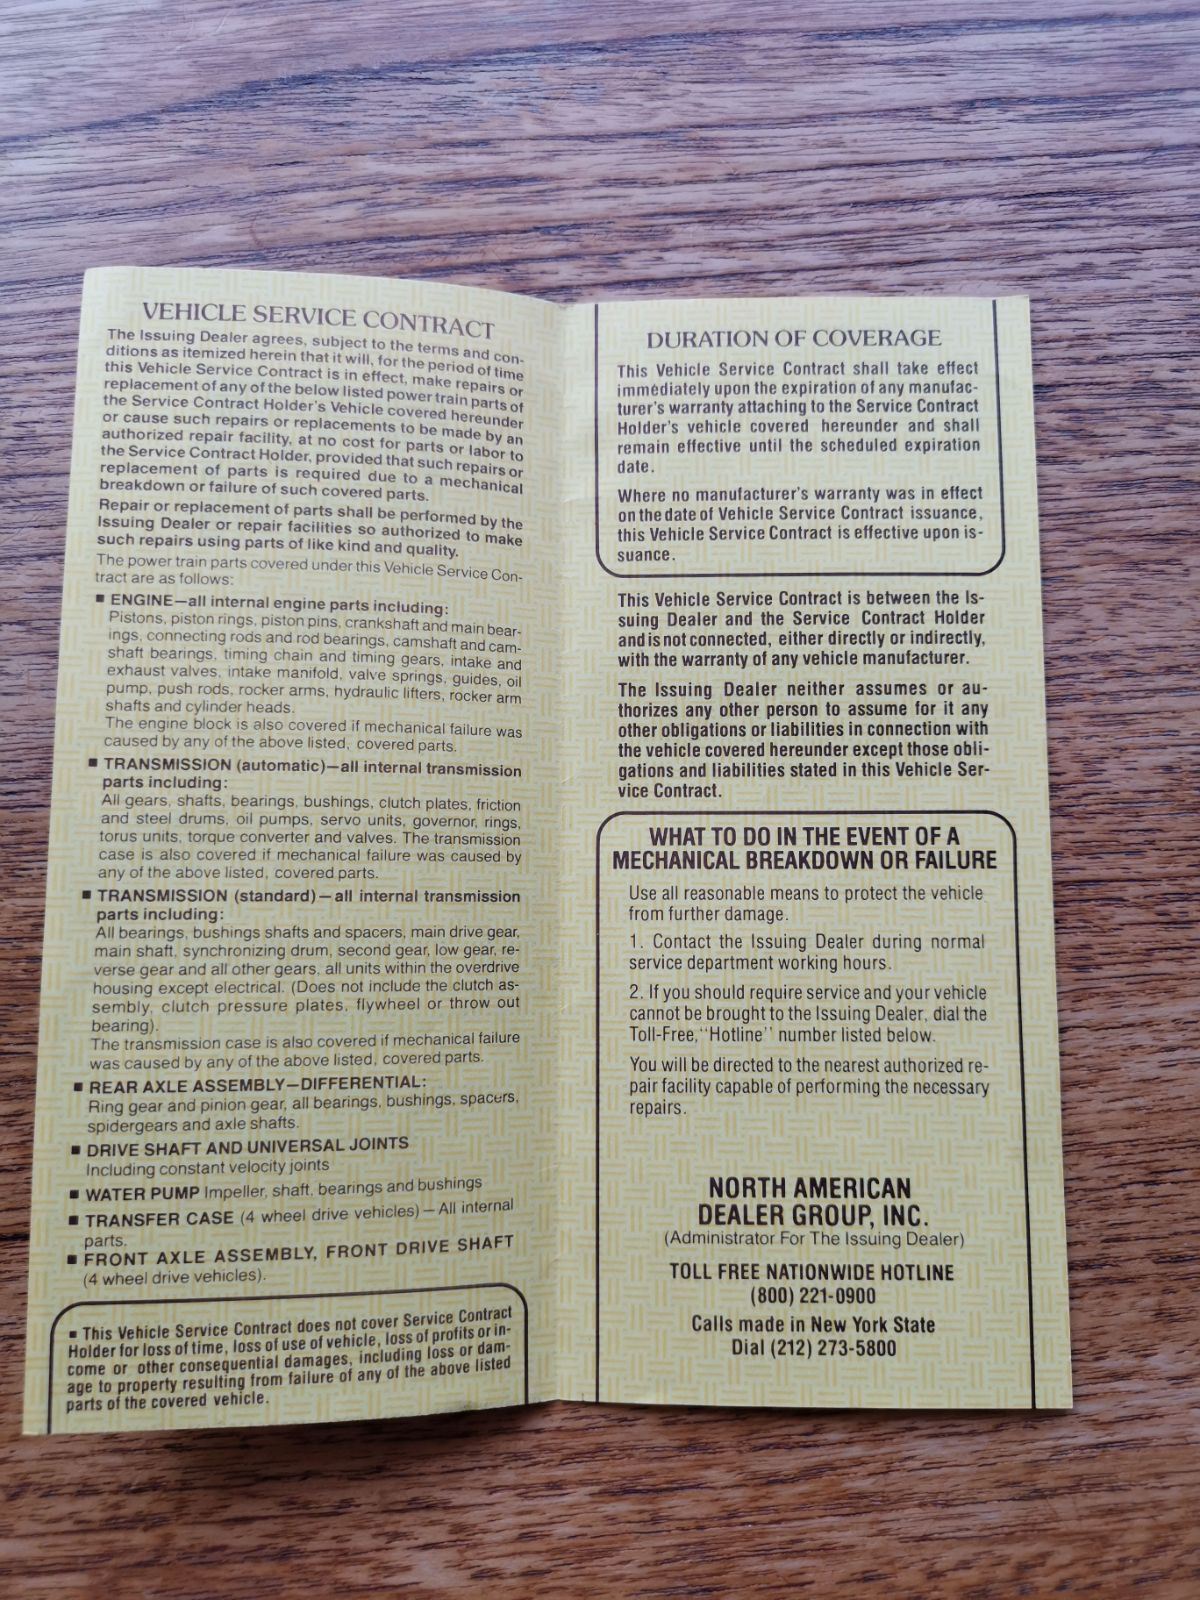 VEHICLE SERVICE CONTRACT
The Issuing Dealer agrees, subject to the terms and con-
ditions as itemized herein that it will, for the period of time
this Vehicle Service Contract is in effect, make repairs or
replacement of any of the below listed power train parts of
the Service Contract Holder's Vehicle covered hereunder
or cause such repairs or replacements to be made by an
authorized repair facility, at no cost for parts or labor to
the Service Contract Holder, provided that such repairs or
replacement of parts is required due to a mechanical
breakdown or failure of such covered parts.
Repair or replacement of parts shall be performed by the
Issuing Dealer or repair facilities so authorized to make
such repairs using parts of like kind and quality.
The power train parts covered under this Vehicle Service Con-
tract are as follows:
■ ENGINE—all internal engine parts including:
Pistons, piston rings, piston pins, crankshaft and main bear-
ings, connecting rods and rod bearings, camshaft and cam-
shaft bearings, timing chain and timing gears, intake and
exhaust valves, intake manifold, valve springs, guides, oil
pump, push rods, rocker arms, hydraulic lifters, rocker arm
shafts and cylinder heads.
The engine block is also covered if mechanical failure was
caused by any of the above listed, covered parts.
■ TRANSMISSION (automatic)—all internal transmission
parts including:
All gears, shafts, bearings, bushings, clutch plates, friction
and steel drums, oil pumps, servo units, governor, rings,
torus units, torque converter and valves. The transmission
case is also covered if mechanical failure was caused by
any of the above listed, covered parts.
■ TRANSMISSION (standard)—all internal transmission
parts including:
All bearings, bushings shafts and spacers, main drive gear,
main shaft, synchronizing drum, second gear, low gear, re-
verse gear and all other gears, all units within the overdrive
housing except electrical. (Does not include the clutch as-
sembly, clutch pressure plates, flywheel or throw out
bearing).
The transmission case is also covered if mechanical failure
was caused by any of the above listed, covered parts.
■ REAR AXLE ASSEMBLY—DIFFERENTIAL:
Ring gear and pinion gear, all bearings, bushings, spacers,
spidergears and axle shafts.
■ DRIVE SHAFT AND UNIVERSAL JOINTS
Including constant velocity joints
■ WATER PUMP Impeller, shaft, bearings and bushings
■ TRANSFER CASE (4 wheel drive vehicles)—All internal
parts.
■ FRONT AXLE ASSEMBLY, FRONT DRIVE SHAFT
(4 wheel drive vehicles).
■ This Vehicle Service Contract does not cover Service Contract
Holder for loss of time, loss of use of vehicle, loss of profits or in-
come or other consequential damages, including loss or dam-
age to property resulting from failure of any of the above listed
parts of the covered vehicle.
DURATION OF COVERAGE
This Vehicle Service Contract shall take effect
immediately upon the expiration of any manufac-
turer's warranty attaching to the Service Contract
Holder's vehicle covered hereunder and shall
remain effective until the scheduled expiration
date.
Where no manufacturer's warranty was in effect
on the date of Vehicle Service Contract issuance,
this Vehicle Service Contract is effective upon is-
suance.
This Vehicle Service Contract is between the Is-
suing Dealer and the Service Contract Holder
and is not connected, either directly or indirectly,
with the warranty of any vehicle manufacturer.
The Issuing Dealer neither assumes or au-
thorizes any other person to assume for it any
other obligations or liabilities in connection with
the vehicle covered hereunder except those obli-
gations and liabilities stated in this Vehicle Ser-
vice Contract.
WHAT TO DO IN THE EVENT OF A
MECHANICAL BREAKDOWN OR FAILURE
Use all reasonable means to protect the vehicle
from further damage.
1. Contact the Issuing Dealer during normal
service department working hours.
2. If you should require service and your vehicle
cannot be brought to the Issuing Dealer, dial the
Toll-Free, "Hotline" number listed below.
You will be directed to the nearest authorized re-
pair facility capable of performing the necessary
repairs.
NORTH AMERICAN
DEALER GROUP, INC.
(Administrator For The Issuing Dealer)
TOLL FREE NATIONWIDE HOTLINE
(800) 221-0900
Calls made in New York State
Dial (212) 273-5800